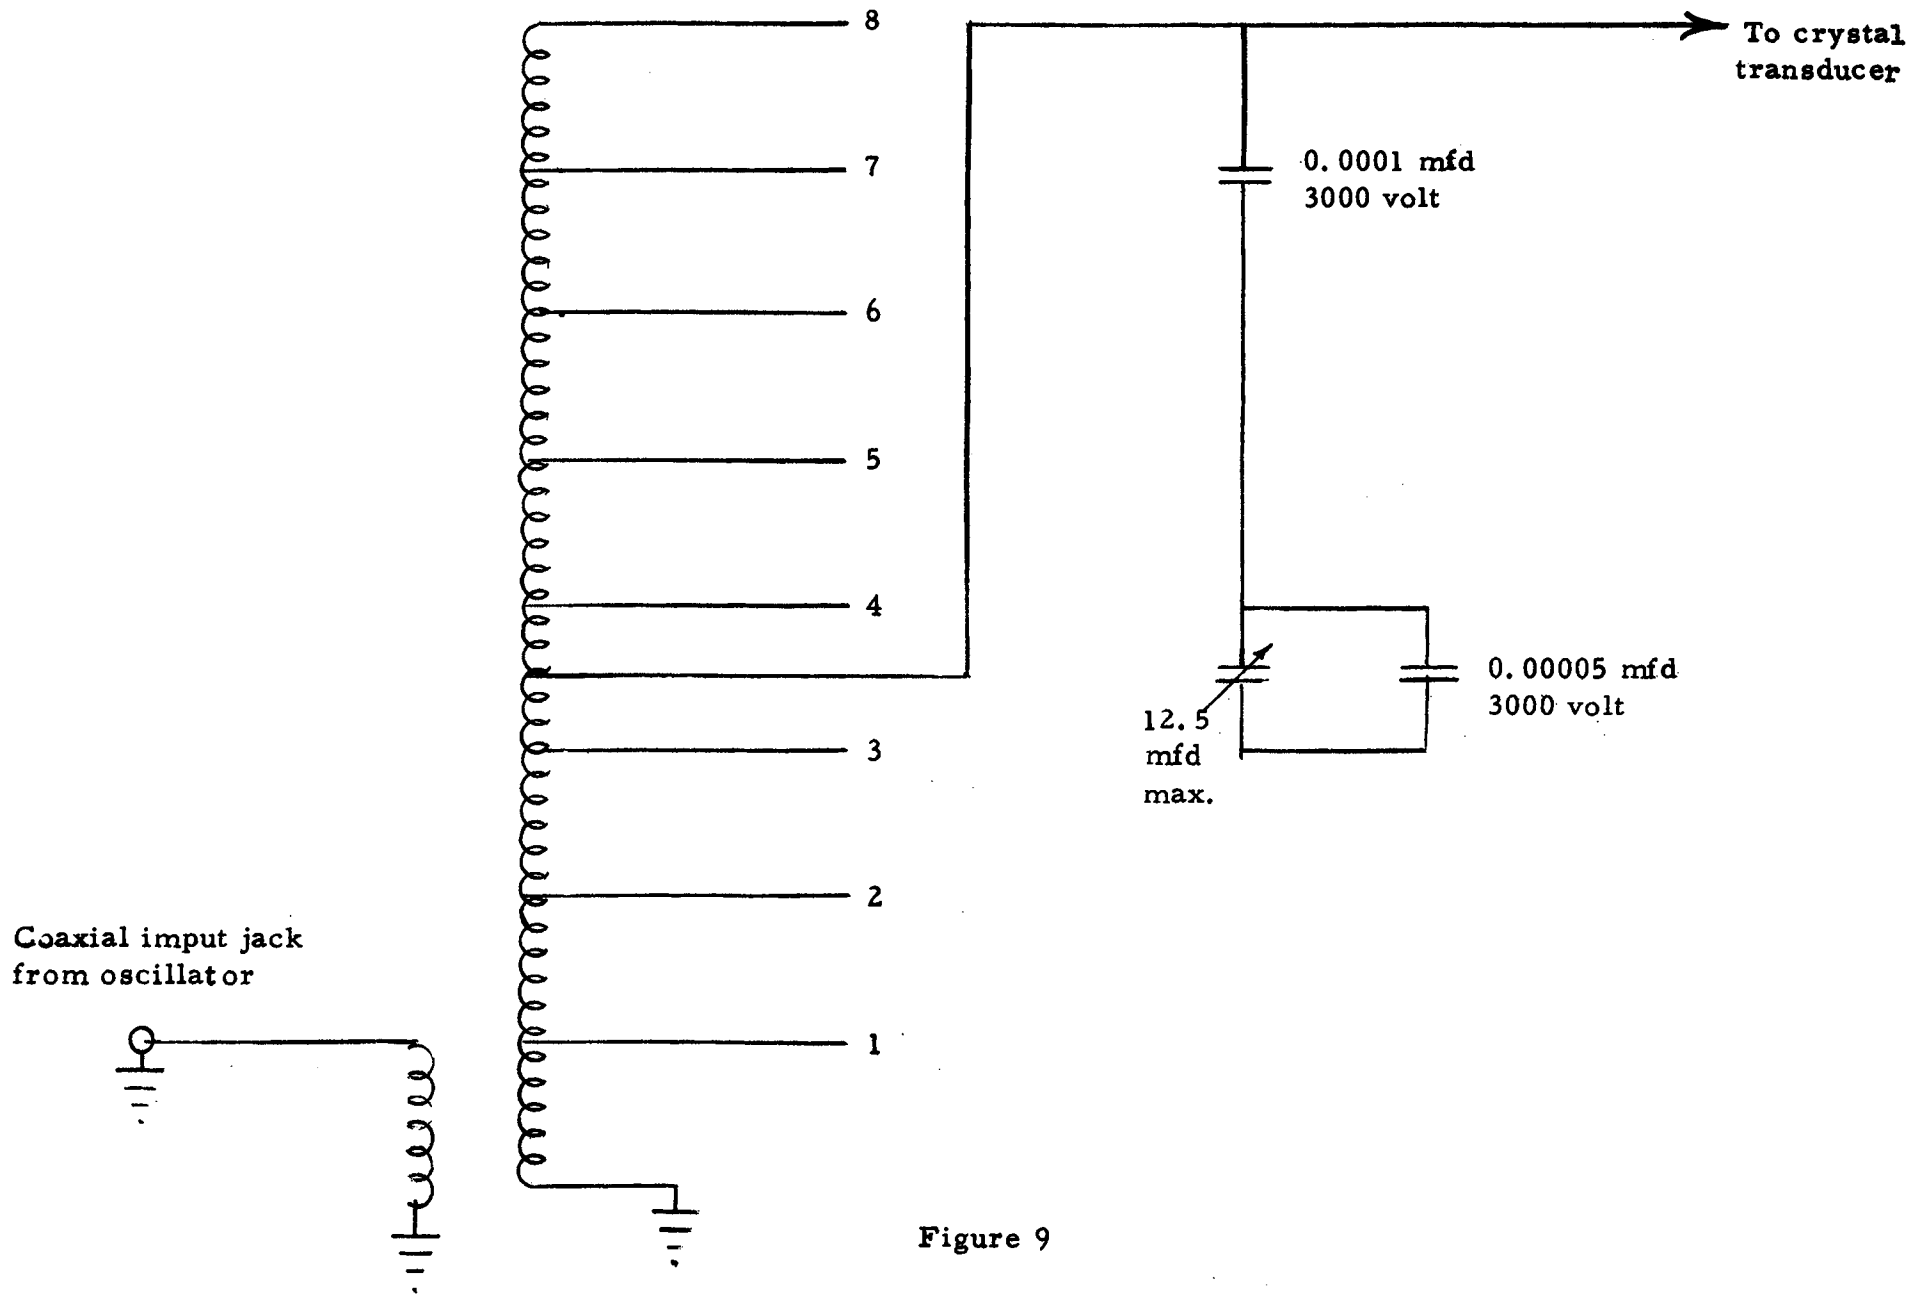 8
To crystal
transducer
7
0.0001 mfd
3000 volt
6
5
4
0.00005 mfd
3000 volt
12.5
mfd
max.
3
2
Coaxial imput jack
from oscillator
1
Figure 9